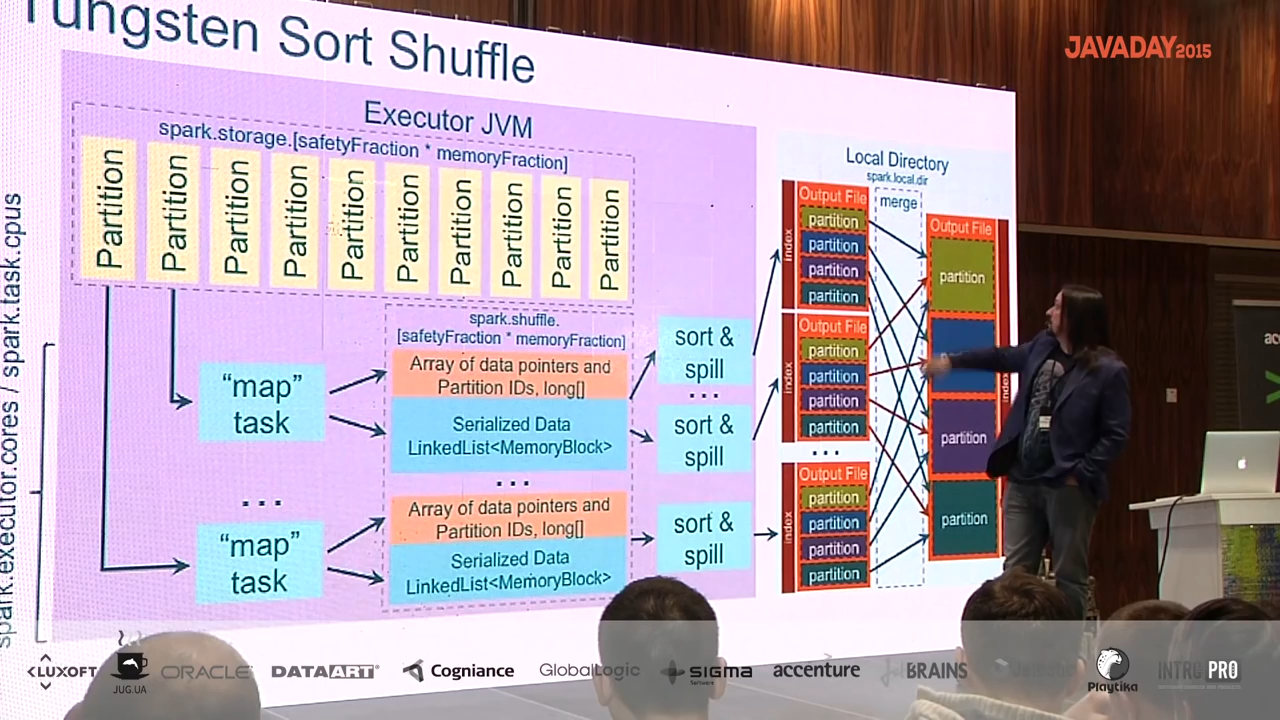 Tungsten Sort Shuffle
JAVADAY2015
Executor JVM
spark.storage.[safetyFraction * memoryFraction]
Partition
Partition
Partition
Partition
Partition
Partition
Partition
Partition
Partition
Partition
spark.executor.cores / spark.task.cpus
"map"
task
...
"map"
task
spark.shuffle.
[safetyFraction * memoryFraction]
Array of data pointers and
Partition IDs, long[]
Serialized Data
LinkedList<MemoryBlock>
...
Array of data pointers and
Partition IDs, long[]
Serialized Data
LinkedList<MemoryBlock>
sort &
spill
...
sort &
spill
sort &
spill
Local Directory
spark.local.dir
index
Output File
partition
partition
partition
partition
index
Output File
partition
partition
partition
partition
...
index
Output File
partition
partition
partition
partition
merge
Output File
partition
partition
partition
index
acc
<LUXOFT
JUG.UA
ORACLE
DATAART
Cogniance
GlobalLogic
SIGMA
Software
accenture
JBRAINS
Playtika
INTRO PRO